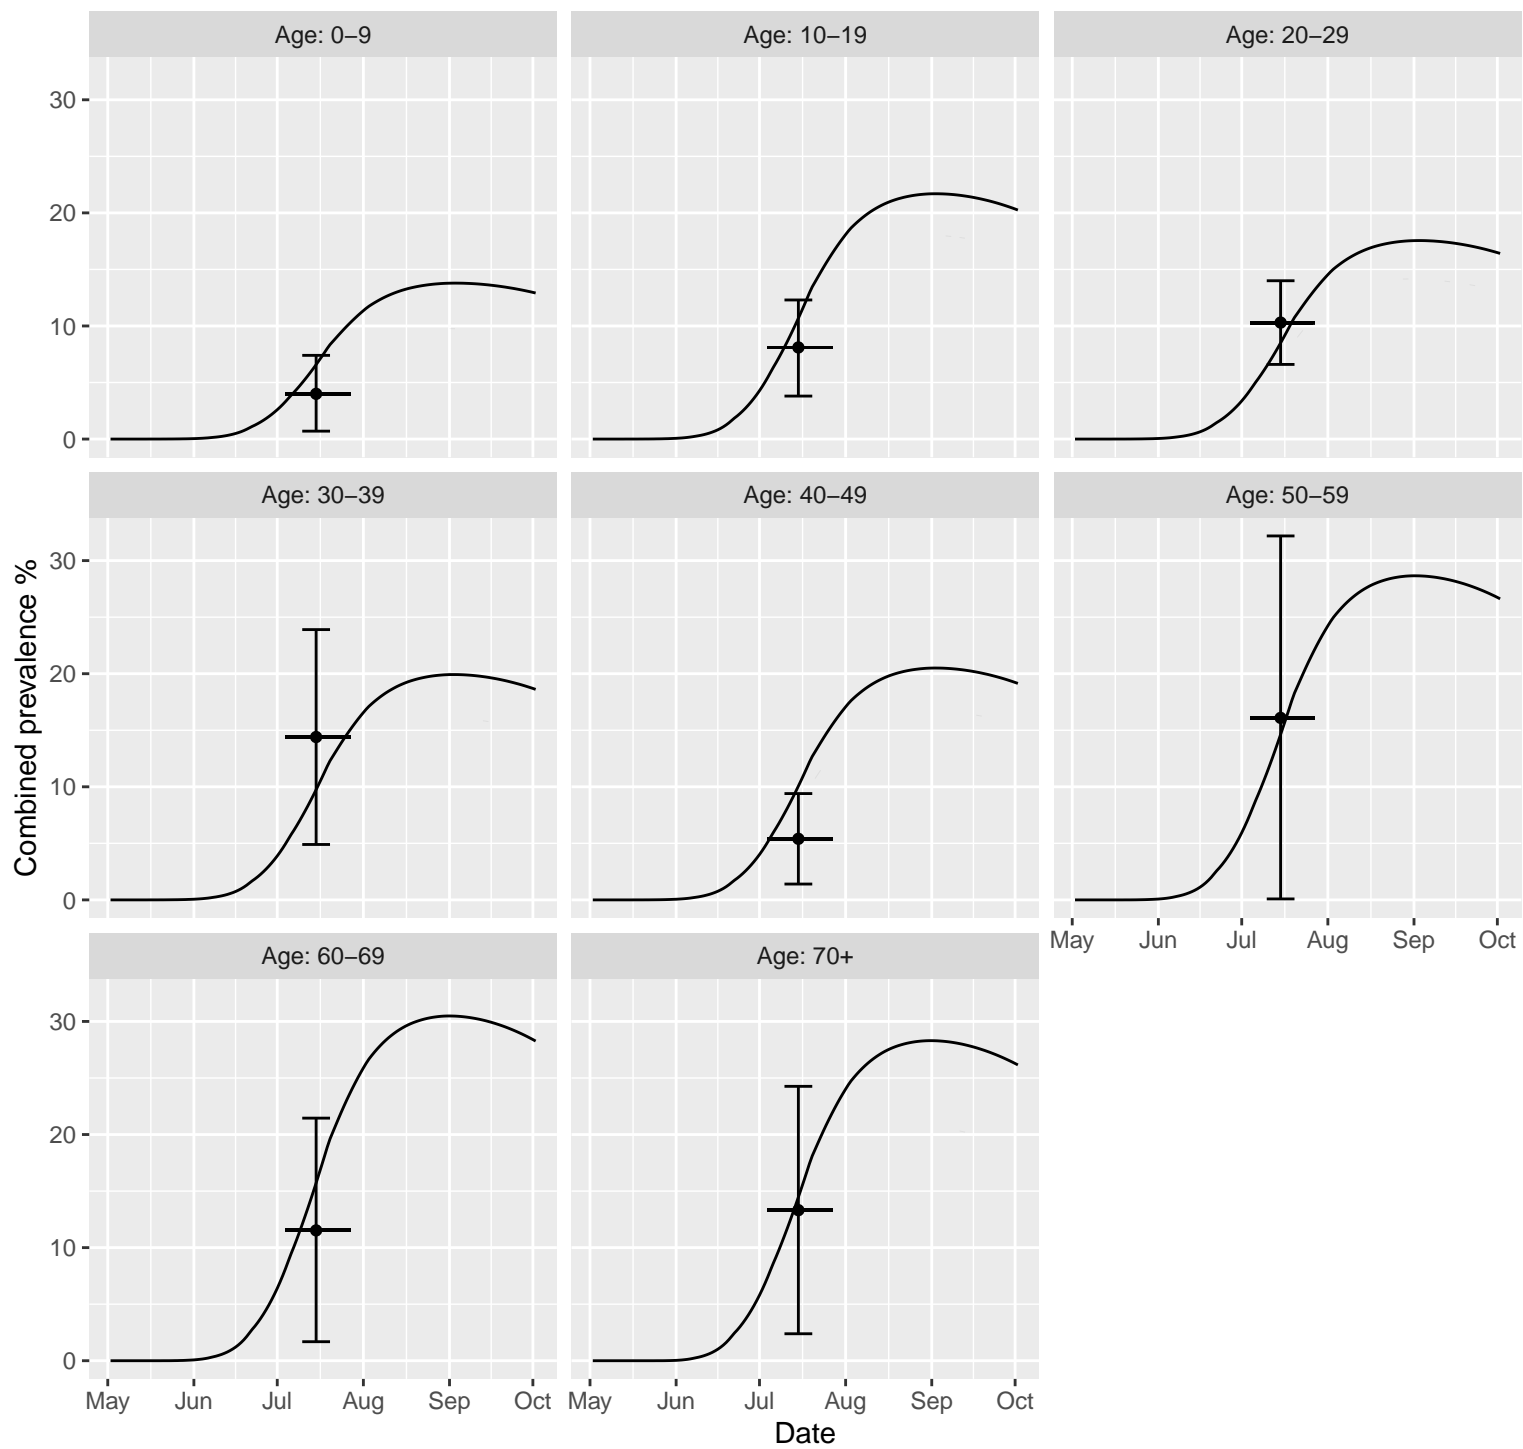 Age: 0–9
Age: 10–19
Age: 20–29
30
20
10
0
Age: 30–39
Age: 40–49
Age: 50–59
30
20
10
0
May Jun Jul Aug Sep Oct
Age: 60–69
Age: 70+
30
20
10
0
May Jun Jul Aug Sep Oct
May Jun Jul Aug Sep Oct
Date
Combined prevalence %